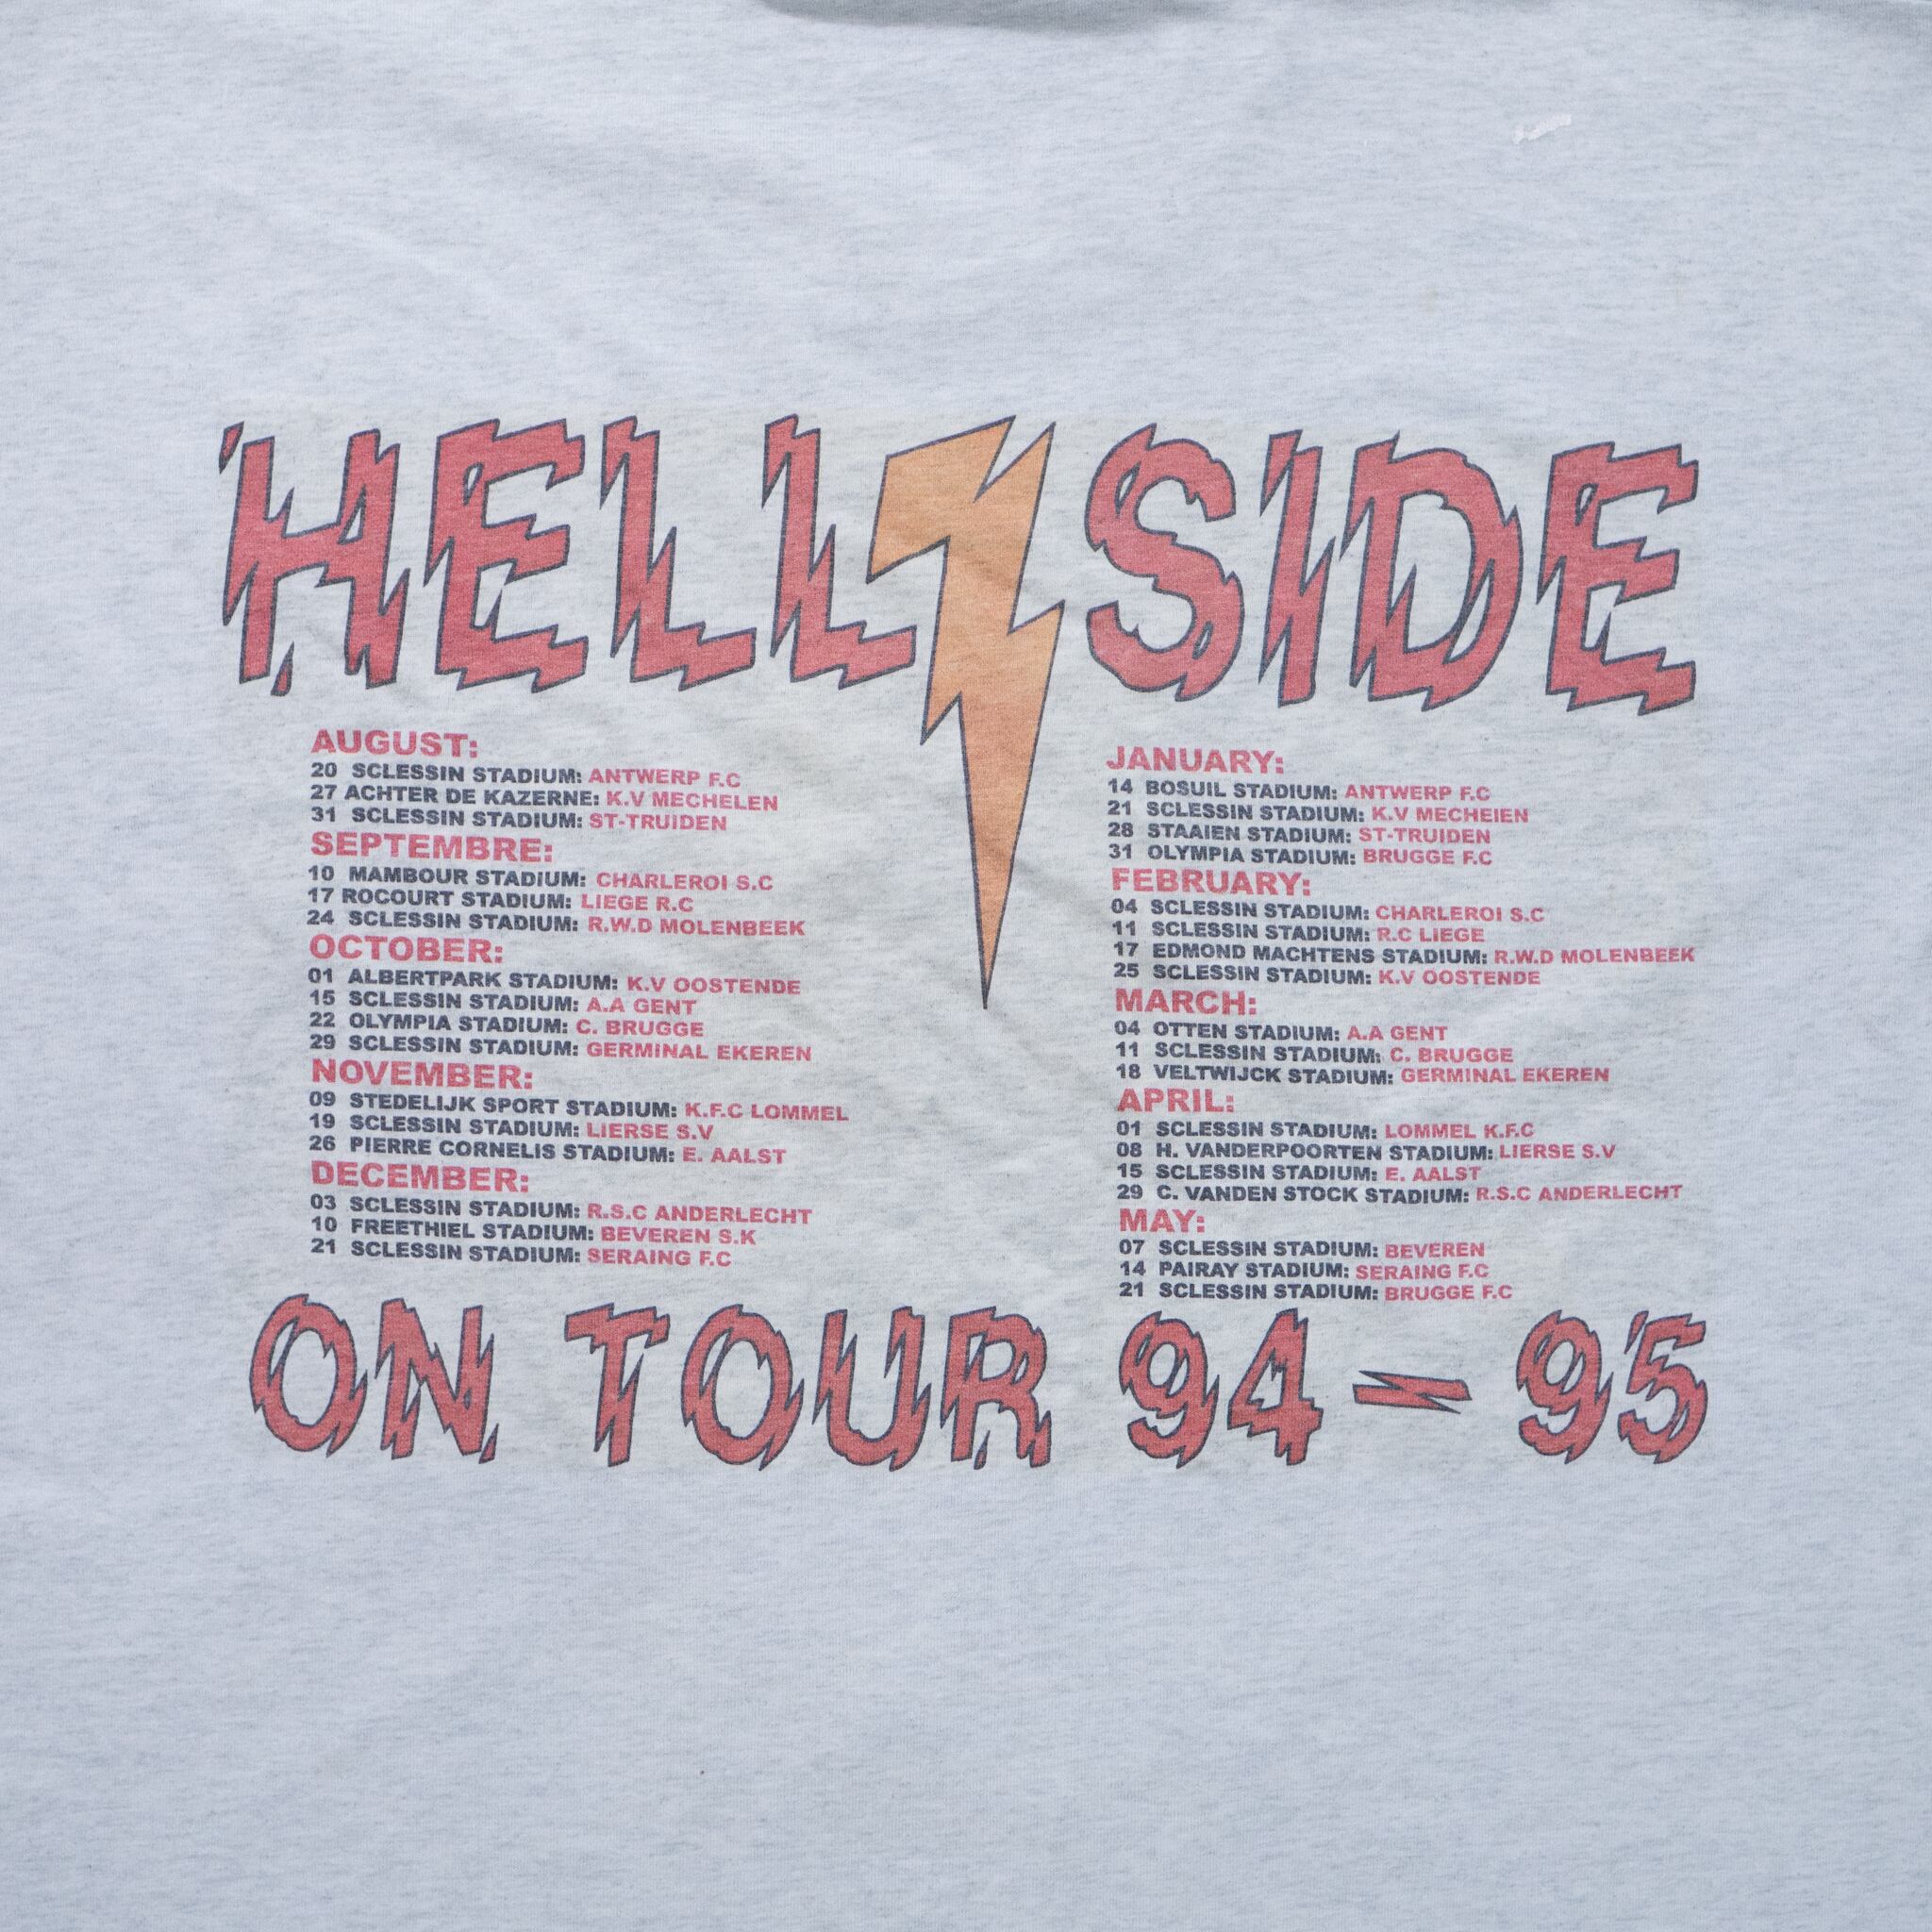 HELL SIDE
AUGUST:
20 SCLESSIN STADIUM: ANTWERP F.C
27 ACHTER DE KAZERNE: K.V MECHELEN
31 SCLESSIN STADIUM: ST-TRUIDEN
SEPTEMBRE:
10 MAMBOUR STADIUM: CHARLEROI S.C
17 ROCOURT STADIUM: LIEGE R.C
24 SCLESSIN STADIUM: R.W.D MOLENBEEK
OCTOBER:
01 ALBERTPARK STADIUM: K.V OOSTENDE
15 SCLESSIN STADIUM: A.A GENT
22 OLYMPIA STADIUM: C. BRUGGE
29 SCLESSIN STADIUM: GERMINAL EKEREN
NOVEMBER:
09 STEDELIJK SPORT STADIUM: K.F.C LOMMEL
19 SCLESSIN STADIUM: LIERSE S.V
26 PIERRE CORNELIS STADIUM: E. AALST
DECEMBER:
03 SCLESSIN STADIUM: R.S.C ANDERLECHT
10 FREETHIEL STADIUM: BEVEREN S.K
21 SCLESSIN STADIUM: SERAING F.C
JANUARY:
14 BOSUIL STADIUM: ANTWERP F.C
21 SCLESSIN STADIUM: K.V MECHEIEN
28 STAAIEN STADIUM: ST-TRUIDEN
31 OLYMPIA STADIUM: BRUGGE F.C
FEBRUARY:
04 SCLESSIN STADIUM: CHARLEROI S.C
11 SCLESSIN STADIUM: R.C LIEGE
17 EDMOND MACHTENS STADIUM: R.W.D MOLENBEEK
25 SCLESSIN STADIUM: K.V OOSTENDE
MARCH:
04 OTTEN STADIUM: A.A GENT
11 SCLESSIN STADIUM: C. BRUGGE
18 VELTWIJCK STADIUM: GERMINAL EKEREN
APRIL:
01 SCLESSIN STADIUM: LOMMEL K.F.C
08 H. VANDERPOORTEN STADIUM: LIERSE S.V
15 SCLESSIN STADIUM: E. AALST
29 C. VANDEN STOCK STADIUM: R.S.C ANDERLECHT
MAY:
07 SCLESSIN STADIUM: BEVEREN
14 PAIRAY STADIUM: SERAING F.C
21 SCLESSIN STADIUM: BRUGGE F.C
ON TOUR 94 - 95